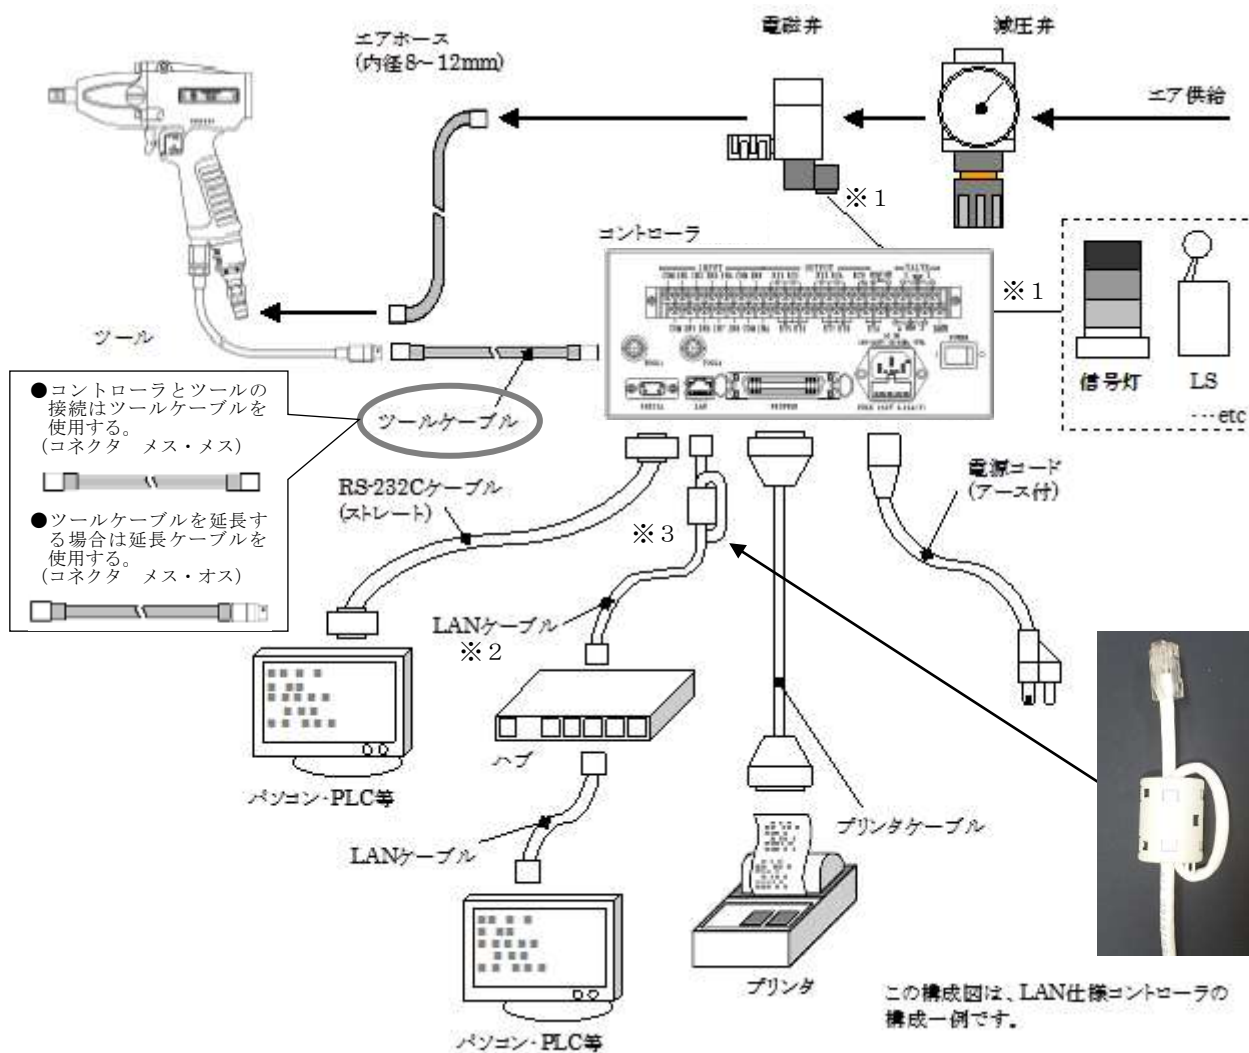 エアホース
(内径8～12mm)
電磁弁
減圧弁
エア供給
※１
コントローラ
INPUT
OUTPUT
VALVE
POWER
TOOL1
TOOL2
SERIAL
LAN
PRINTER
※１
信号灯
LS
…etc
ツール
●コントローラとツールの
接続はツールケーブルを
使用する。
(コネクタ　メス・メス)
●ツールケーブルを延長す
る場合は延長ケーブルを
使用する。
(コネクタ　メス・オス)
ツールケーブル
RS-232Cケーブル
(ストレート)
※３
電源コード
(アース付)
LANケーブル
※２
ハブ
パソコン・PLC等
LANケーブル
プリンタケーブル
パソコン・PLC等
プリンタ
この構成図は、LAN仕様コントローラの
構成一例です。